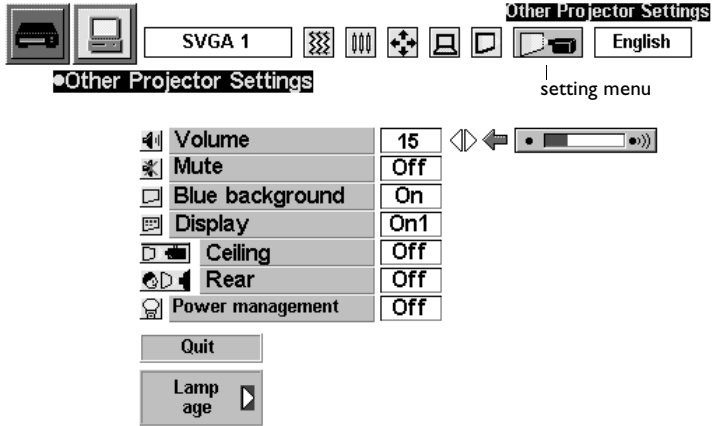 Other Projector Settings
SVGA 1
English
●Other Projector Settings
setting menu
Volume 15
Mute Off
Blue background On
Display On1
Ceiling Off
Rear Off
Power management Off
Quit
Lamp
age